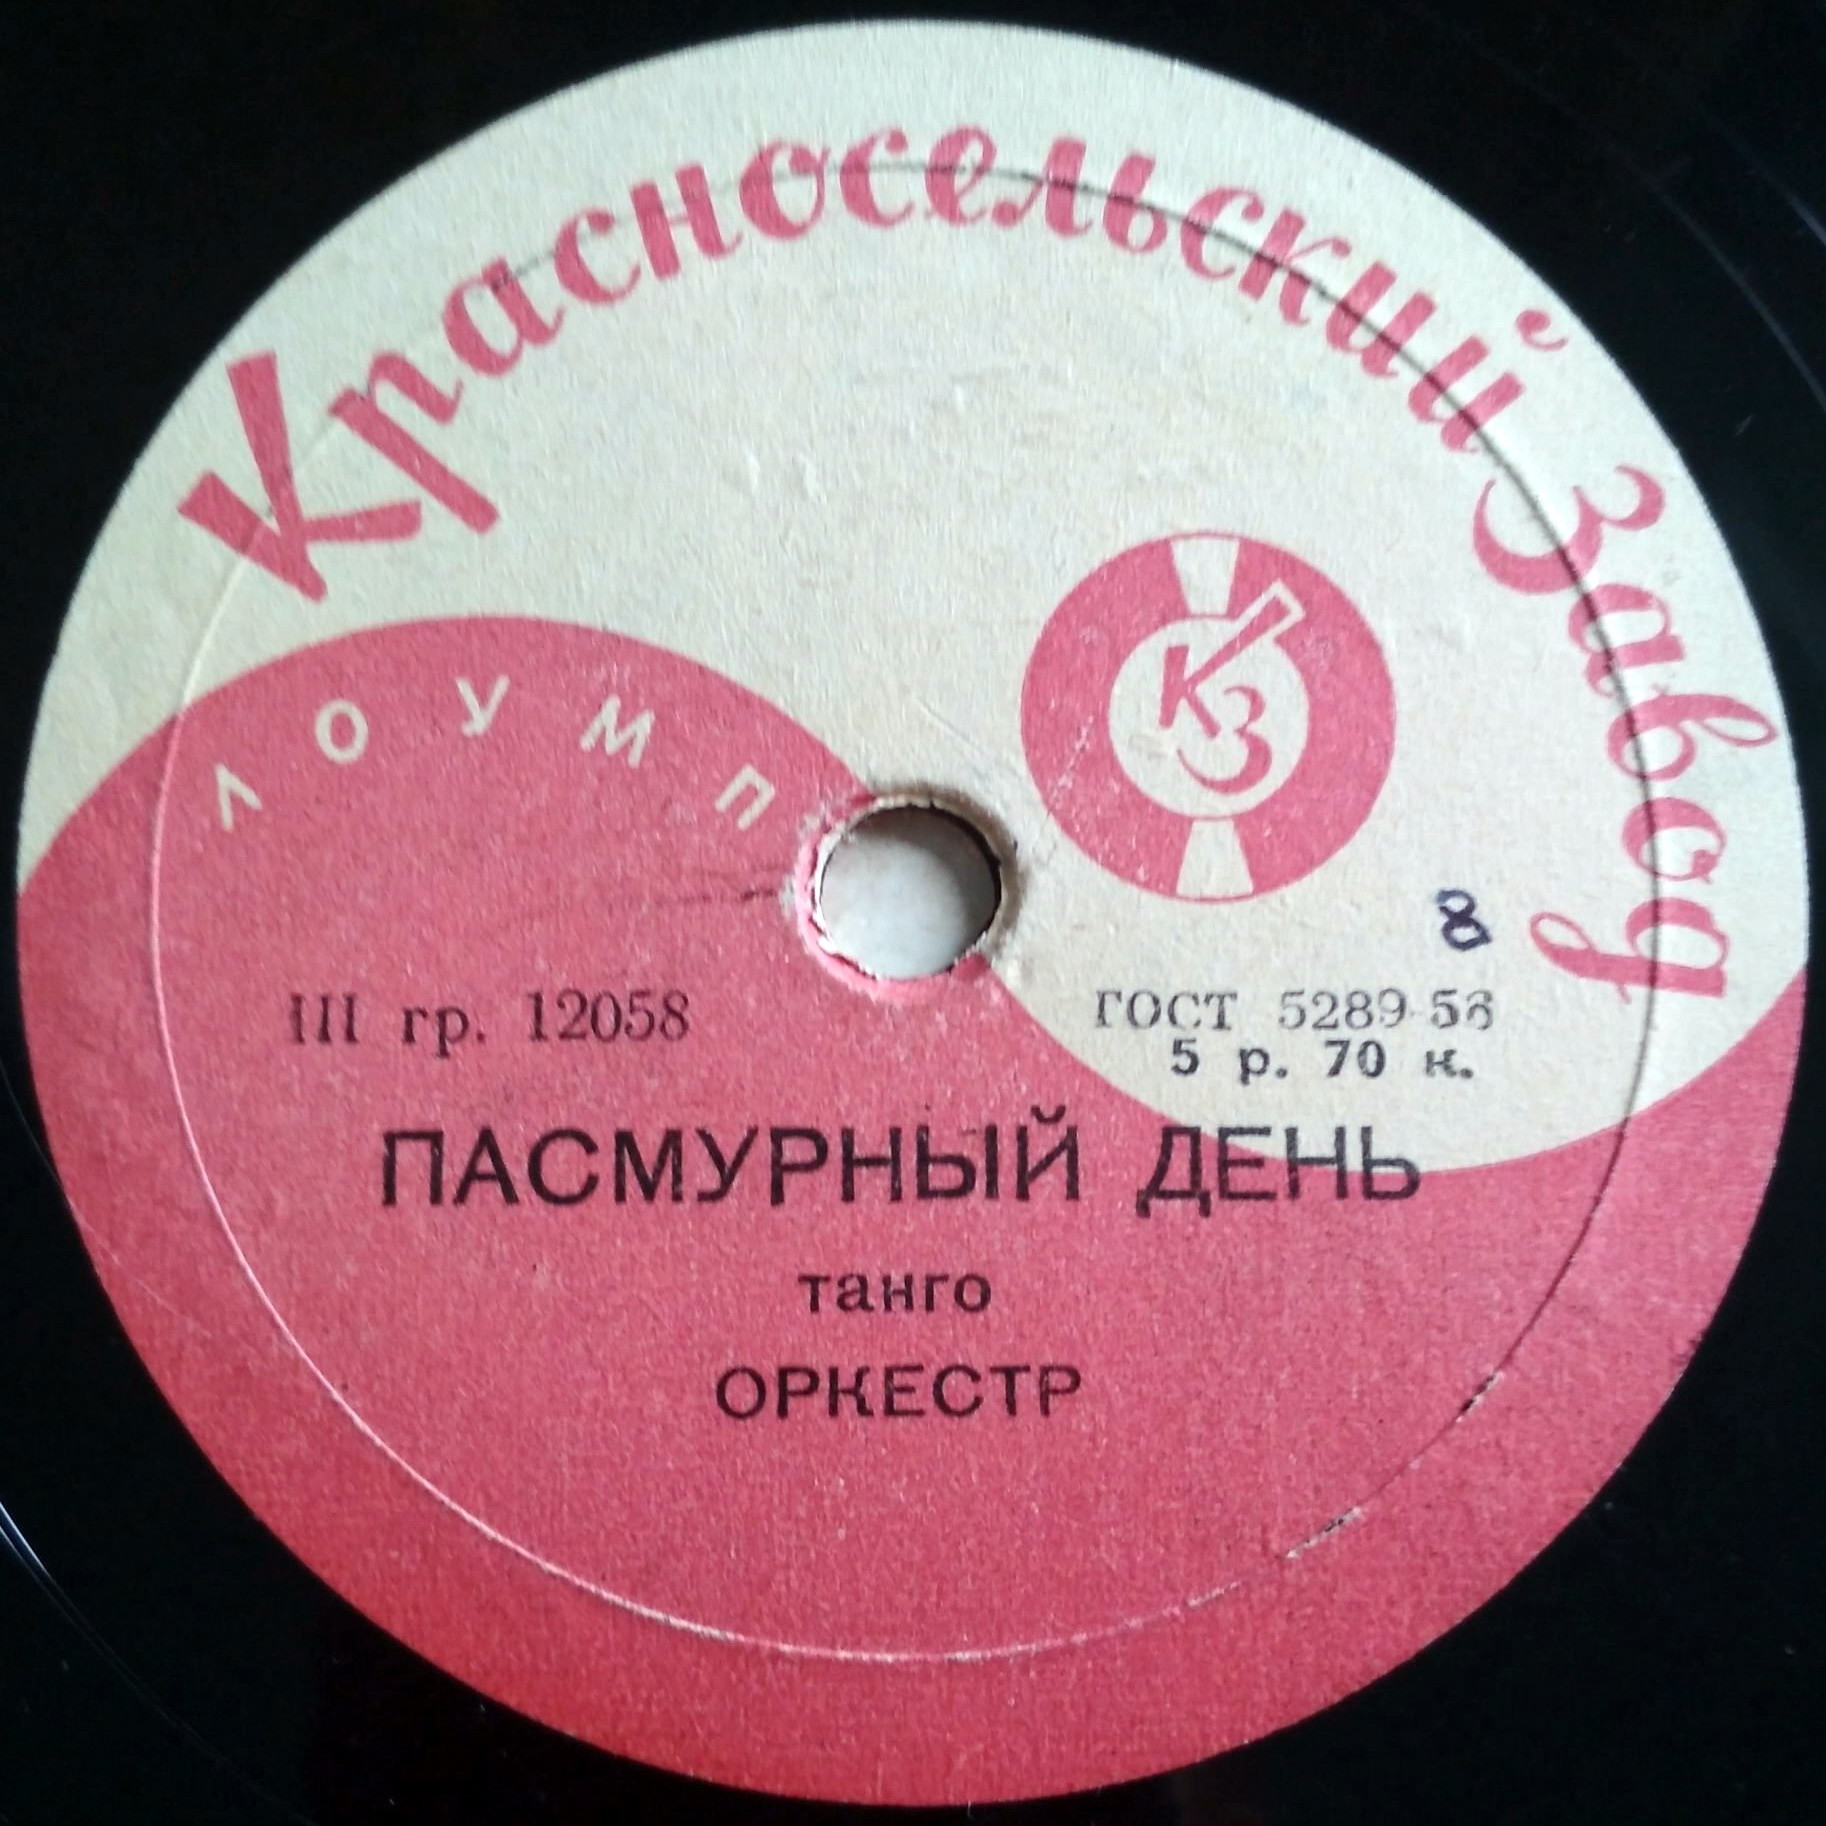 Красносельский Завод
ЛОУМП
КЗ
8
III гр. 12058
ГОСТ 5289-56
5 р. 70 к.
ПАСМУРНЫЙ ДЕНЬ
танго
ОРКЕСТР